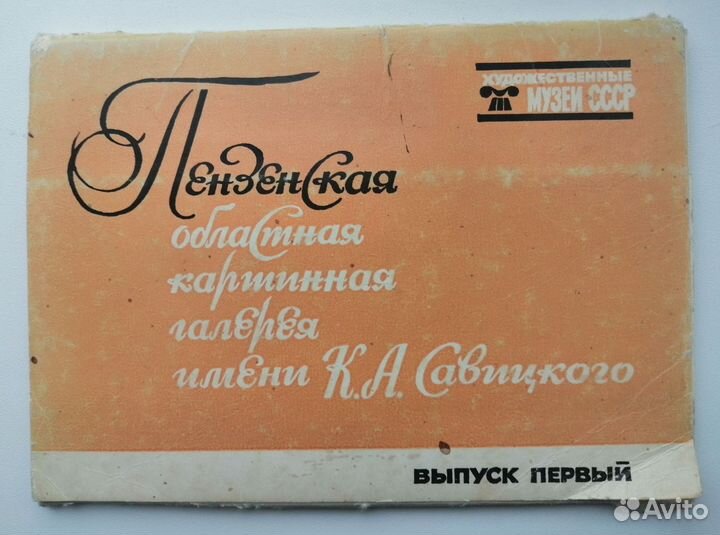 ХУДОЖЕСТВЕННЫЕ
МУЗЕИ СССР
Пензенская
областная
картинная
галерея
имени К.А. Савицкого
ВЫПУСК ПЕРВЫЙ
Avito